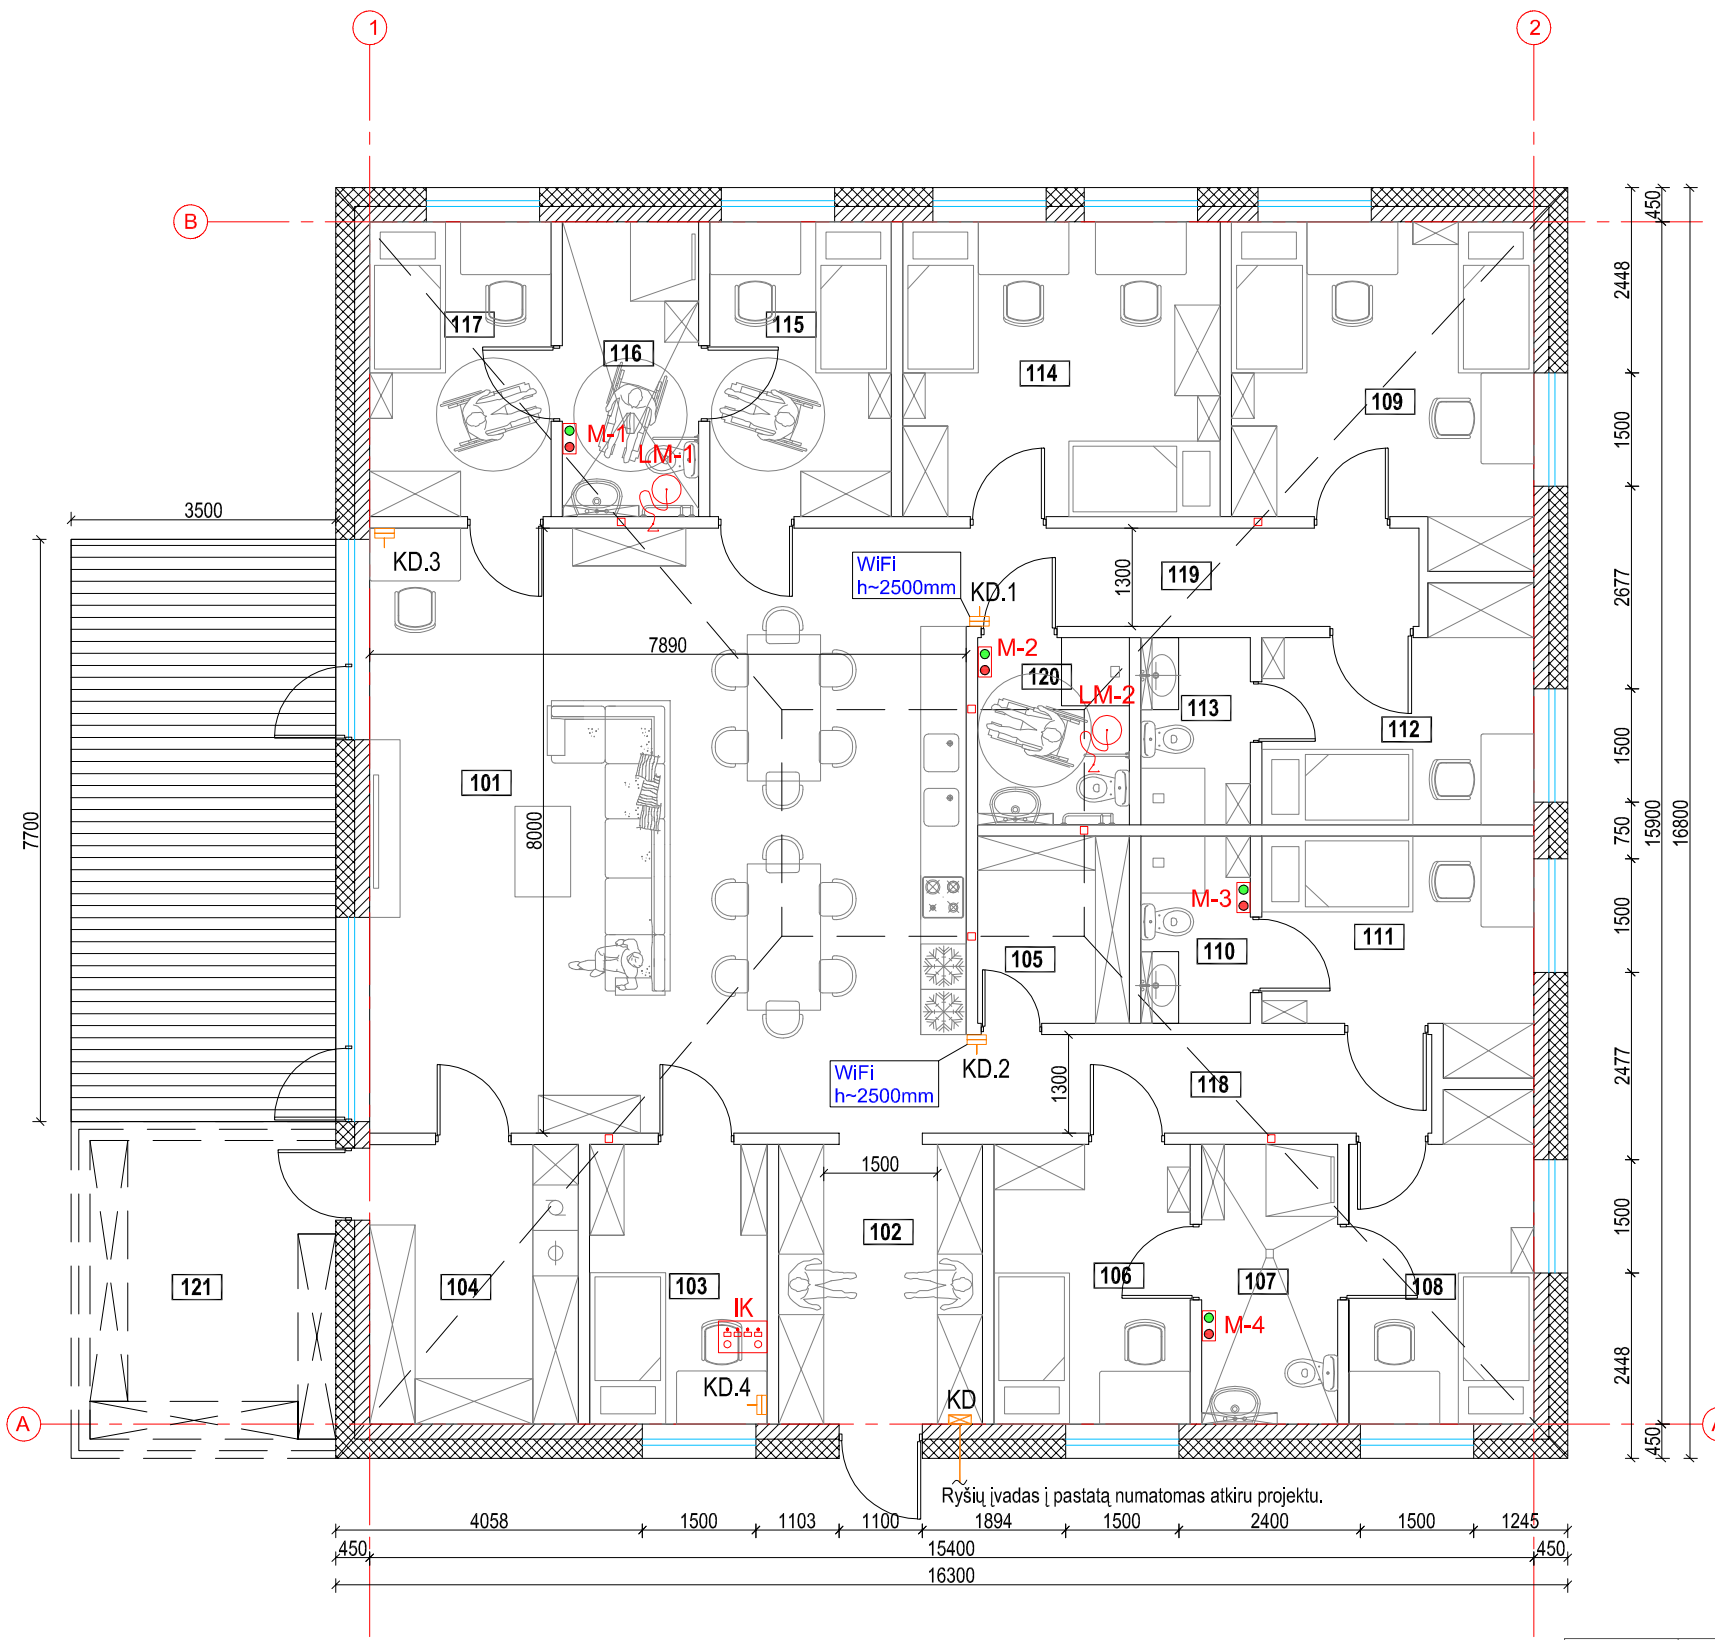 1
2
B
450
2448
117
115
116
114
109
1500
M-1
LM-1
3500
KD.3
WiFi
h~2500mm
KD.1
1300
119
2677
7890
M-2
120
LM-2
113
112
1500
101
7700
8000
750
15900
16800
M-3
1500
105
110
111
KD.2
WiFi
h~2500mm
1300
118
2477
1500
102
1500
121
104
103
106
107
108
IK
M-4
KD.4
KD
2448
A
A
450
Ryšių įvadas į pastatą numatomas atkiru projektu.
4058
1500
1103
1100
1894
1500
2400
1500
1245
450
15400
450
16300